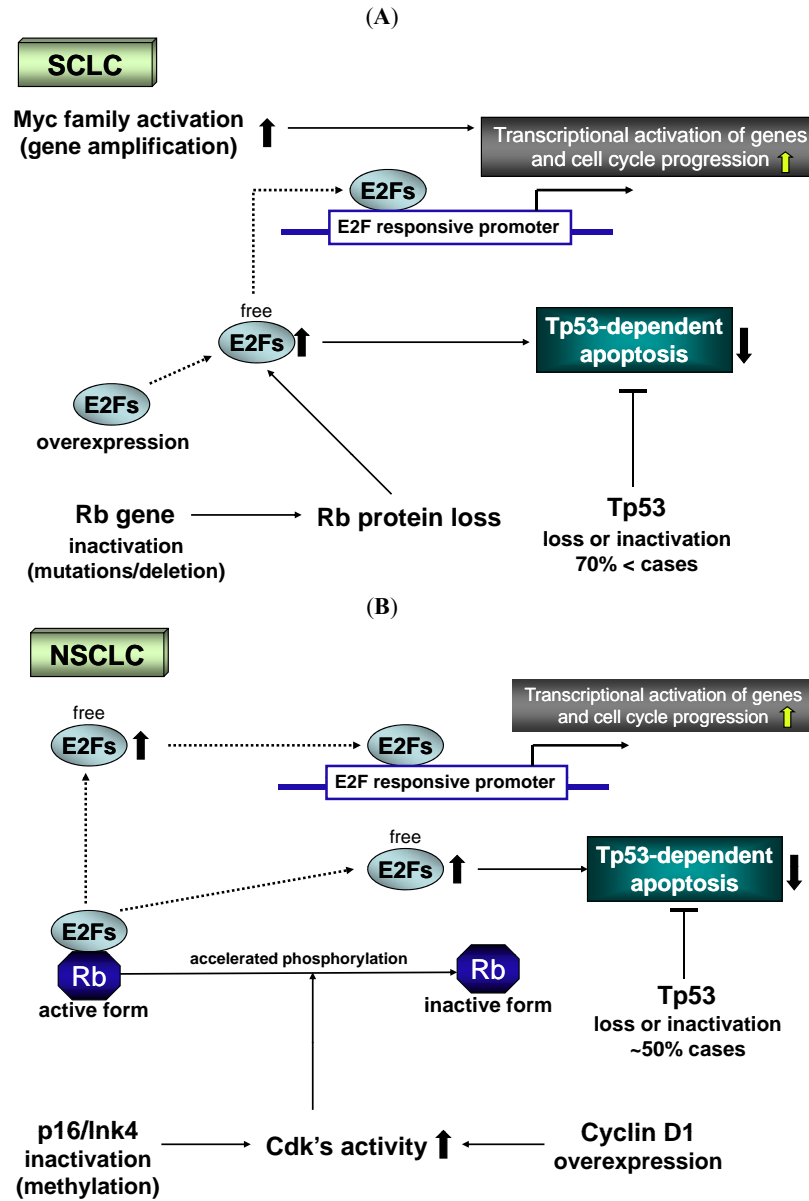 (A)
SCLC
Myc family activation
(gene amplification)
Transcriptional activation of genes
and cell cycle progression
E2Fs
E2F responsive promoter
free
E2Fs
Tp53-dependent
apoptosis
E2Fs
overexpression
Rb gene
inactivation
(mutations/deletion)
Rb protein loss
Tp53
loss or inactivation
70% < cases
(B)
NSCLC
Transcriptional activation of genes
and cell cycle progression
free
E2Fs
E2Fs
E2F responsive promoter
free
E2Fs
Tp53-dependent
apoptosis
E2Fs
Rb
active form
accelerated phosphorylation
Rb
inactive form
Tp53
loss or inactivation
~50% cases
p16/Ink4
inactivation
(methylation)
Cdk's activity
Cyclin D1
overexpression